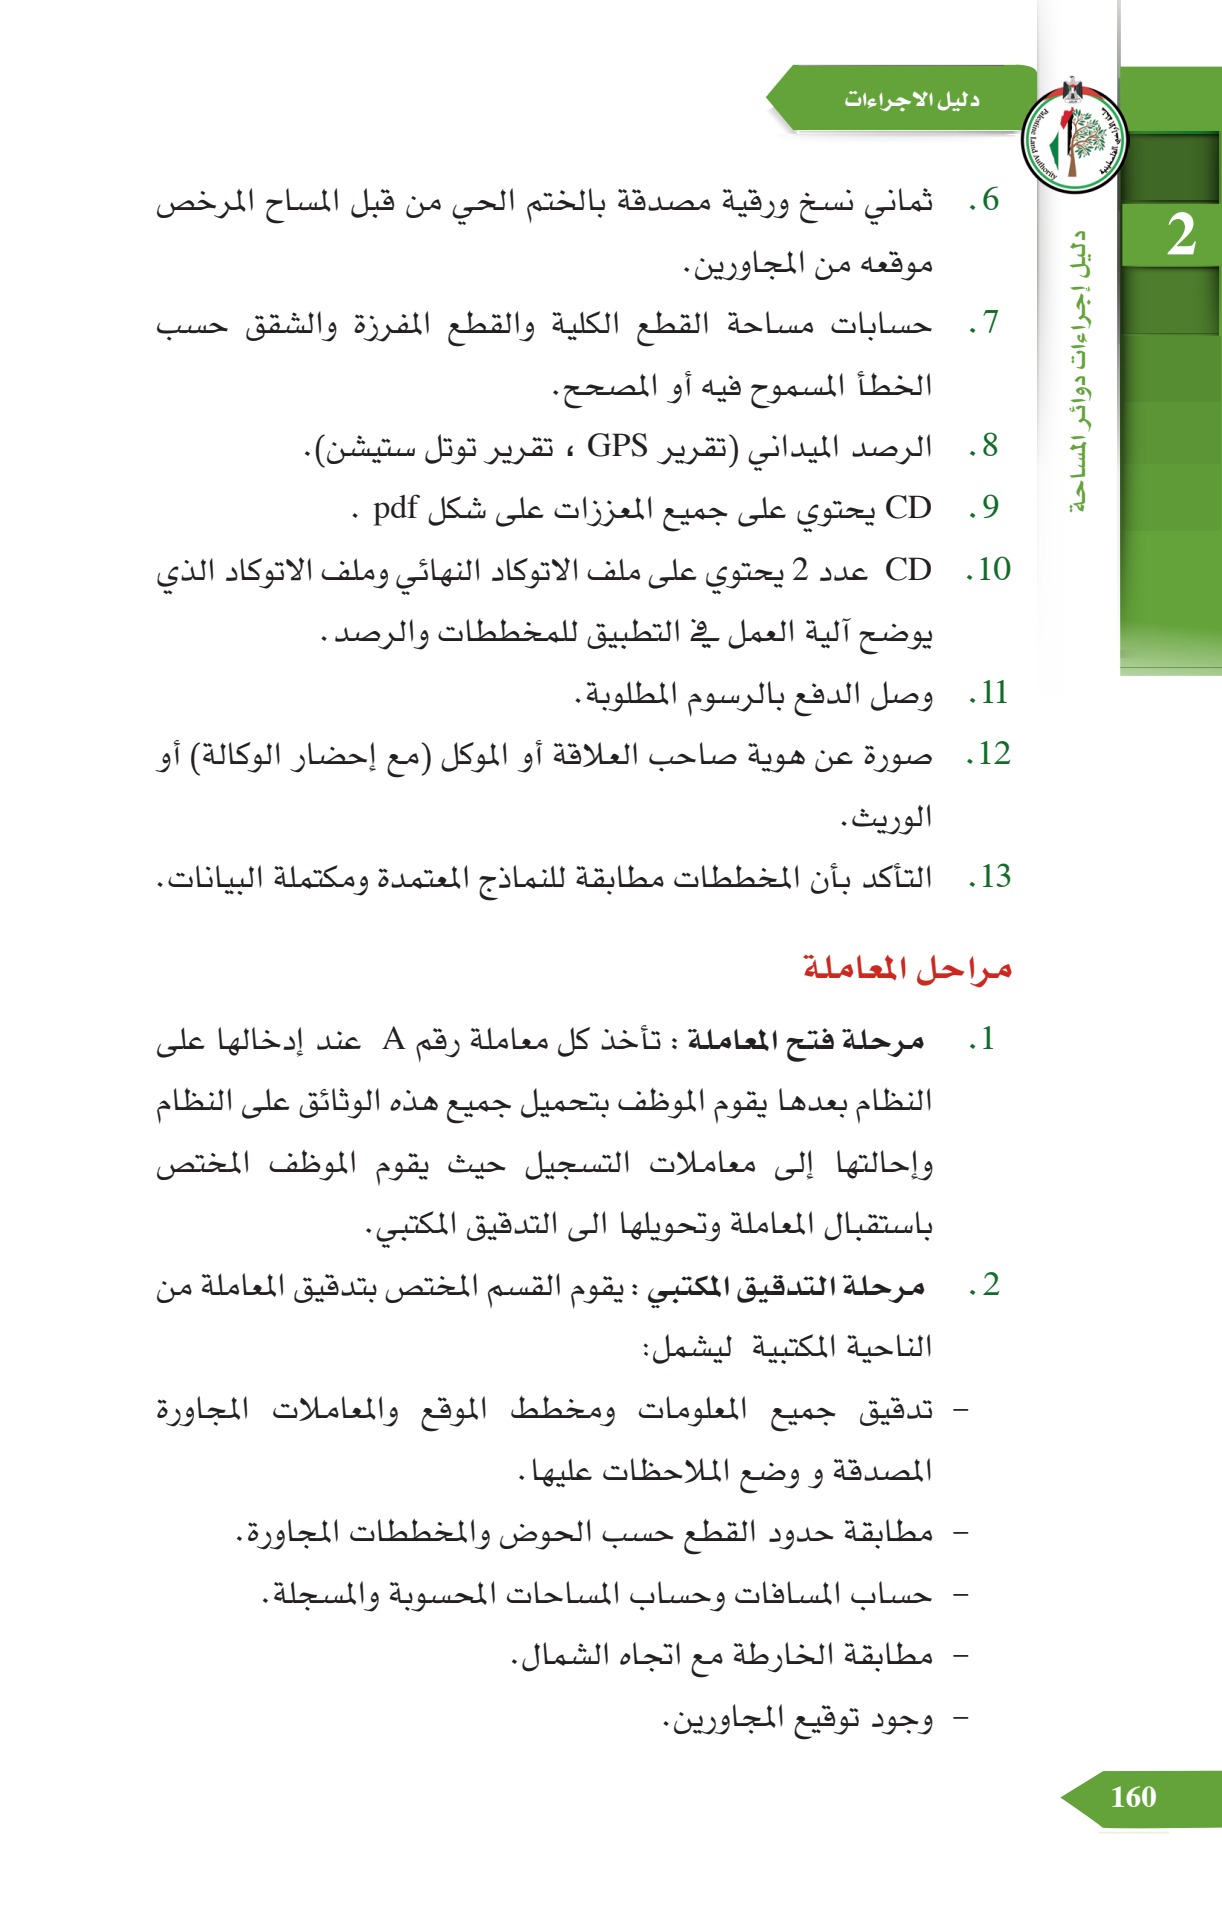 دليل الاجراءات
Palestine Land Authority
2
دليل إجراءات دوائر المساحة
6. ثماني نسخ ورقية مصدقة بالختم الحي من قبل المساح المرخص
موقعه من المجاورين.
7. حسابات مساحة القطع الكلية والقطع المفرزة والشقق حسب
الخطأ المسموح فيه أو المصحح.
8. الرصد الميداني (تقرير GPS ، تقرير توتل ستيشن).
9. CD يحتوي على جميع المعززات على شكل pdf .
10. CD عدد 2 يحتوي على ملف الاتوكاد النهائي وملف الاتوكاد الذي
يوضح آلية العمل في التطبيق للمخططات والرصد.
11. وصل الدفع بالرسوم المطلوبة.
12. صورة عن هوية صاحب العلاقة أو الموكل (مع إحضار الوكالة) أو
الوريث.
13. التأكد بأن المخططات مطابقة للنماذج المعتمدة ومكتملة البيانات.
مراحل المعاملة
1. مرحلة فتح المعاملة : تأخذ كل معاملة رقم A عند إدخالها على
النظام بعدها يقوم الموظف بتحميل جميع هذه الوثائق على النظام
وإحالتها إلى معاملات التسجيل حيث يقوم الموظف المختص
باستقبال المعاملة وتحويلها الى التدقيق المكتبي.
2. مرحلة التدقيق المكتبي : يقوم القسم المختص بتدقيق المعاملة من
الناحية المكتبية ليشمل:
– تدقيق جميع المعلومات ومخطط الموقع والمعاملات المجاورة
المصدقة و وضع الملاحظات عليها.
– مطابقة حدود القطع حسب الحوض والمخططات المجاورة.
– حساب المسافات وحساب المساحات المحسوبة والمسجلة.
– مطابقة الخارطة مع اتجاه الشمال.
– وجود توقيع المجاورين.
160